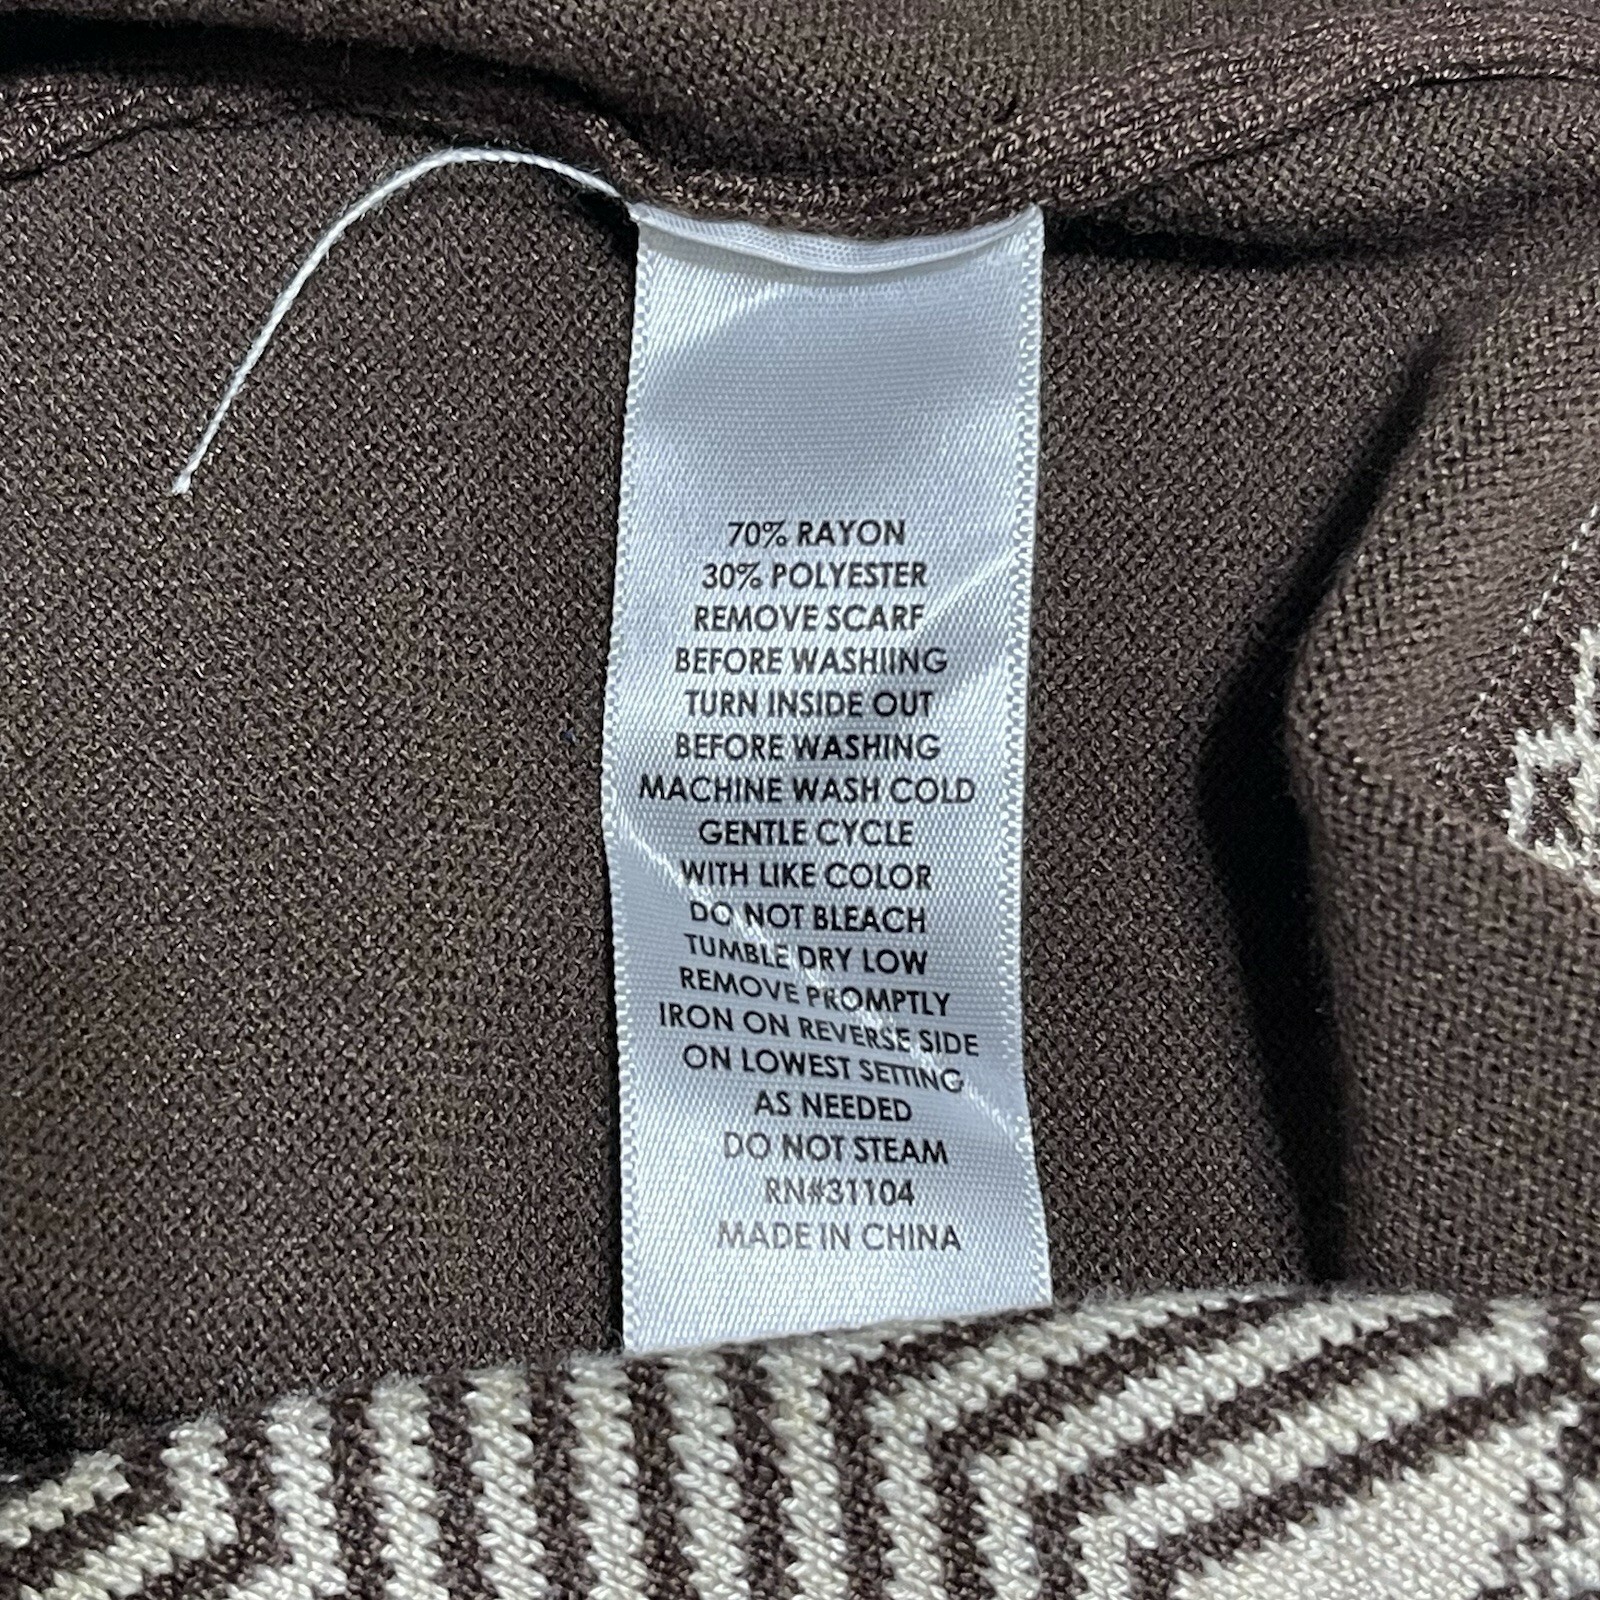 70% RAYON
30% POLYESTER
REMOVE SCARF
BEFORE WASHIING
TURN INSIDE OUT
BEFORE WASHING
MACHINE WASH COLD
GENTLE CYCLE
WITH LIKE COLOR
DO NOT BLEACH
TUMBLE DRY LOW
REMOVE PROMPTLY
IRON ON REVERSE SIDE
ON LOWEST SETTING
AS NEEDED
DO NOT STEAM
RN#31104
MADE IN CHINA